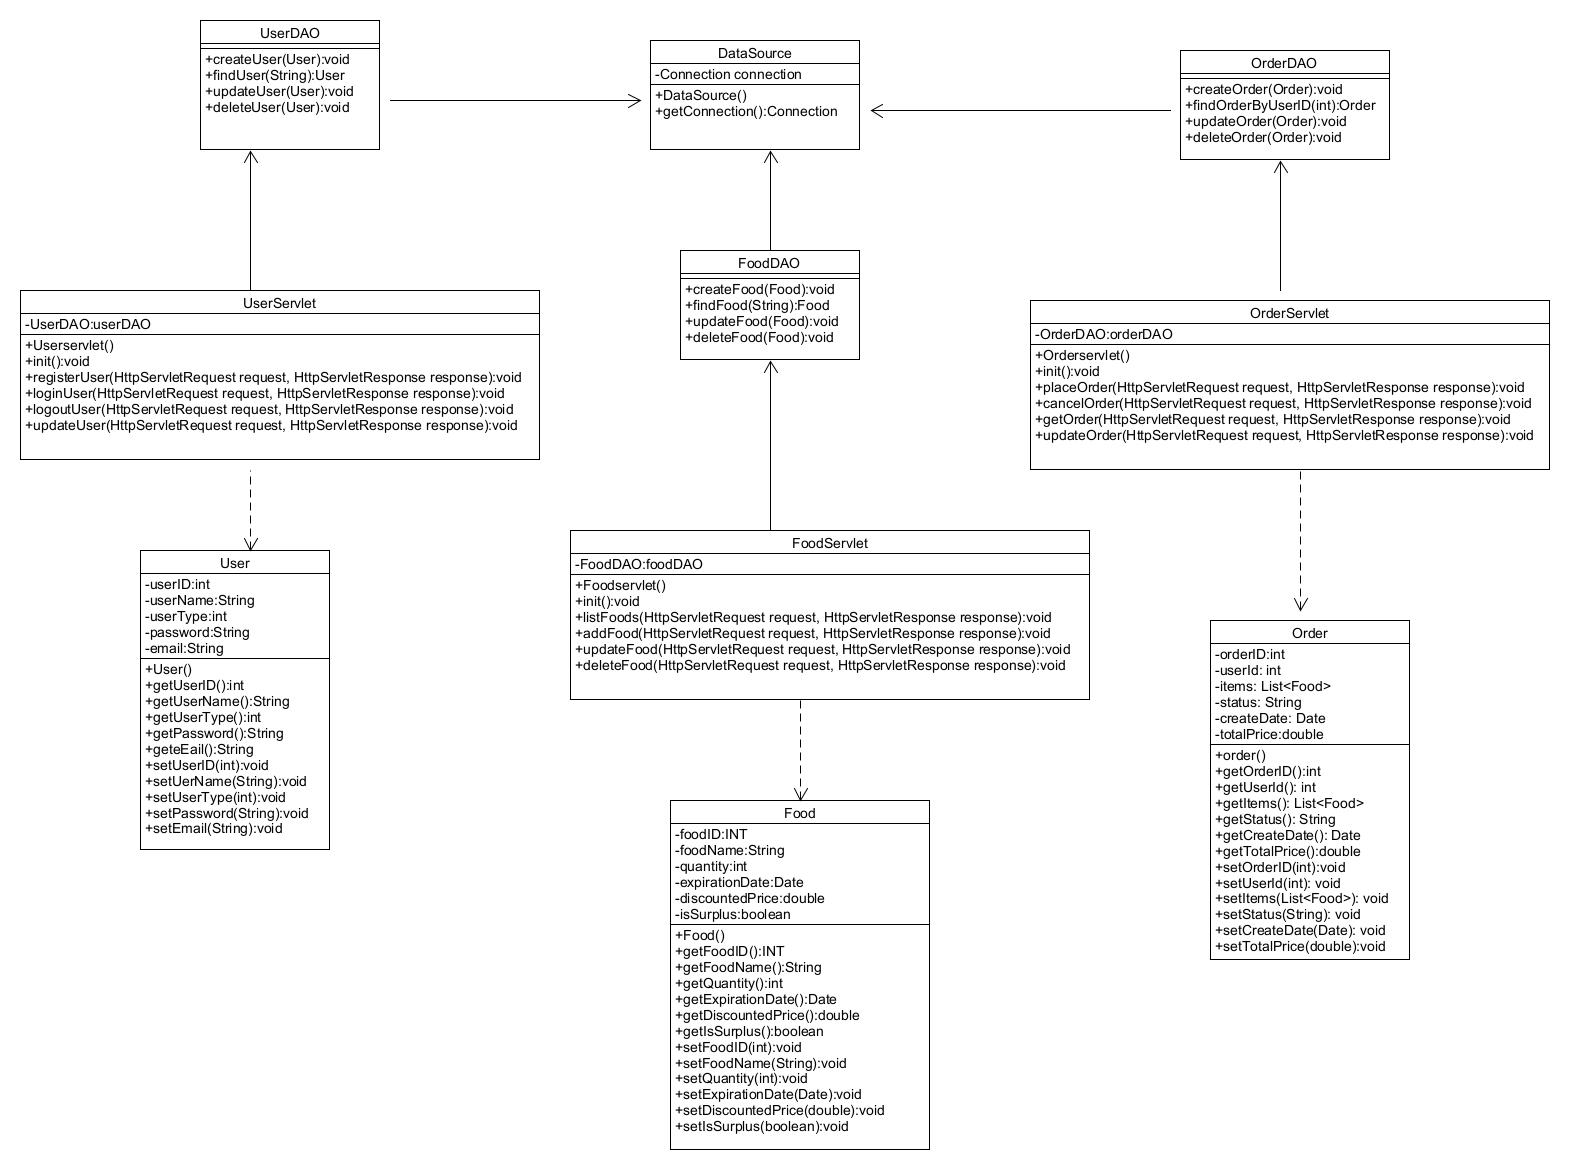 UserDAO
+createUser(User):void
+findUser(String):User
+updateUser(User):void
+deleteUser(User):void
DataSource
-Connection connection
+DataSource()
+getConnection():Connection
OrderDAO
+createOrder(Order):void
+findOrderByUserID(int):Order
+updateOrder(Order):void
+deleteOrder(Order):void
FoodDAO
+createFood(Food):void
+findFood(String):Food
+updateFood(Food):void
+deleteFood(Food):void
UserServlet
-UserDAO:userDAO
+Userservlet()
+init():void
+registerUser(HttpServletRequest request, HttpServletResponse response):void
+loginUser(HttpServletRequest request, HttpServletResponse response):void
+logoutUser(HttpServletRequest request, HttpServletResponse response):void
+updateUser(HttpServletRequest request, HttpServletResponse response):void
OrderServlet
-OrderDAO:orderDAO
+Orderservlet()
+init():void
+placeOrder(HttpServletRequest request, HttpServletResponse response):void
+cancelOrder(HttpServletRequest request, HttpServletResponse response):void
+getOrder(HttpServletRequest request, HttpServletResponse response):void
+updateOrder(HttpServletRequest request, HttpServletResponse response):void
FoodServlet
-FoodDAO:foodDAO
+Foodservlet()
+init():void
+listFoods(HttpServletRequest request, HttpServletResponse response):void
+addFood(HttpServletRequest request, HttpServletResponse response):void
+updateFood(HttpServletRequest request, HttpServletResponse response):void
+deleteFood(HttpServletRequest request, HttpServletResponse response):void
User
-userID:int
-userName:String
-userType:int
-password:String
-email:String
+User()
+getUserID():int
+getUserName():String
+getUserType():int
+getPassword():String
+geteEail():String
+setUserID(int):void
+setUerName(String):void
+setUserType(int):void
+setPassword(String):void
+setEmail(String):void
Order
-orderID:int
-userId: int
-items: List<Food>
-status: String
-createDate: Date
-totalPrice:double
+order()
+getOrderID():int
+getUserId(): int
+getItems(): List<Food>
+getStatus(): String
+getCreateDate(): Date
+getTotalPrice():double
+setOrderID(int):void
+setUserId(int): void
+setItems(List<Food>): void
+setStatus(String): void
+setCreateDate(Date): void
+setTotalPrice(double):void
Food
-foodID:INT
-foodName:String
-quantity:int
-expirationDate:Date
-discountedPrice:double
-isSurplus:boolean
+Food()
+getFoodID():INT
+getFoodName():String
+getQuantity():int
+getExpirationDate():Date
+getDiscountedPrice():double
+getIsSurplus():boolean
+setFoodID(int):void
+setFoodName(String):void
+setQuantity(int):void
+setExpirationDate(Date):void
+setDiscountedPrice(double):void
+setIsSurplus(boolean):void